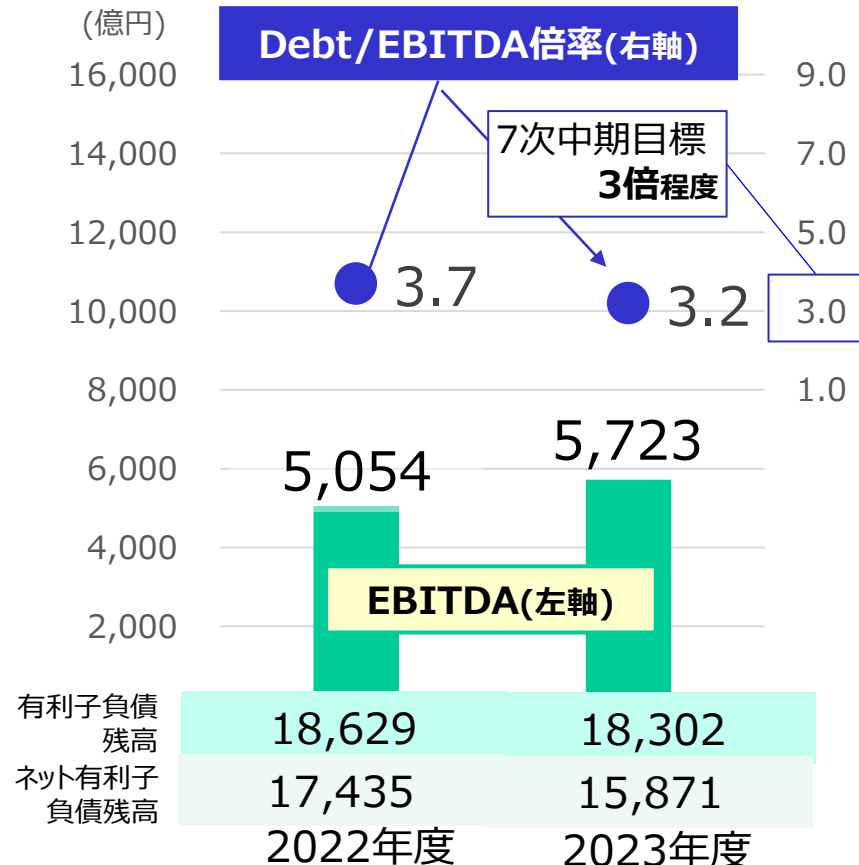 (億円)
Debt/EBITDA倍率(右軸)
16,000
9.0
7次中期目標
3倍程度
14,000
7.0
12,000
5.0
3.7
3.2
10,000
3.0
8,000
1.0
5,054
5,723
6,000
4,000
EBITDA(左軸)
2,000
有利子負債
残高
18,629
18,302
ネット有利子
負債残高
17,435
15,871
2022年度
2023年度